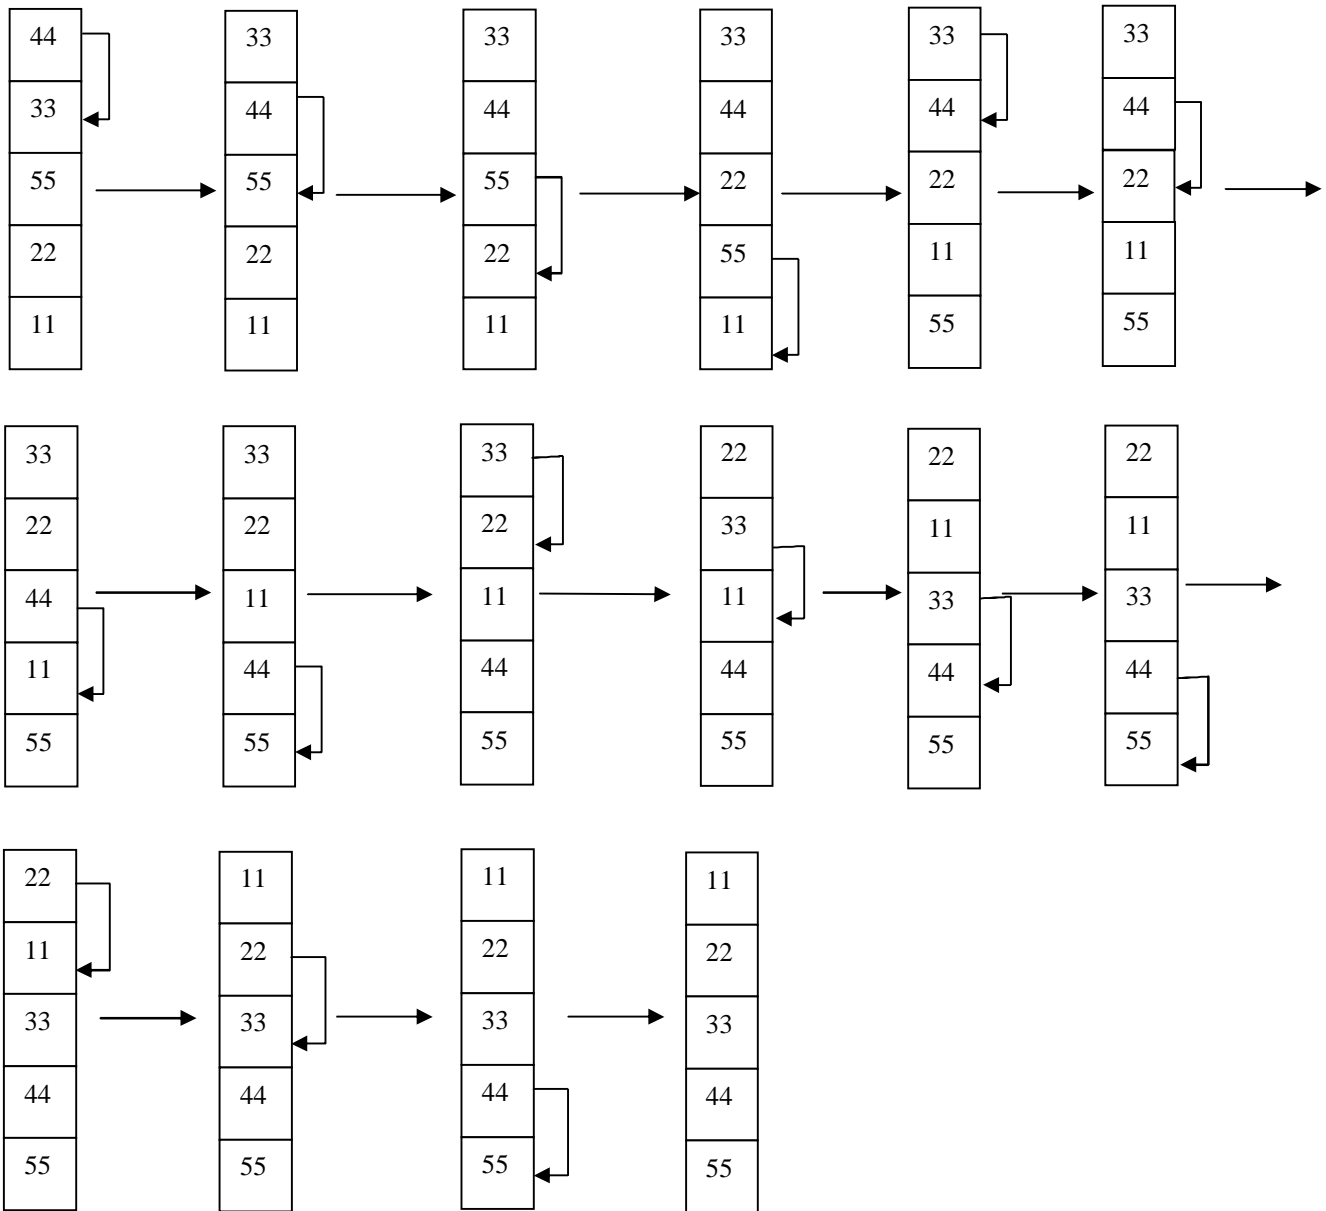 44 33 33 33 33 33
33 44 44 44 44 44
55 55 55 22 22 22
22 22 22 55 11 11
11 11 11 11 55 55
33 33 33 22 22 22
22 22 22 33 11 11
44 11 11 11 33 33
11 44 44 44 44 44
55 55 55 55 55 55
22 11 11 11
11 22 22 22
33 33 33 33
44 44 44 44
55 55 55 55